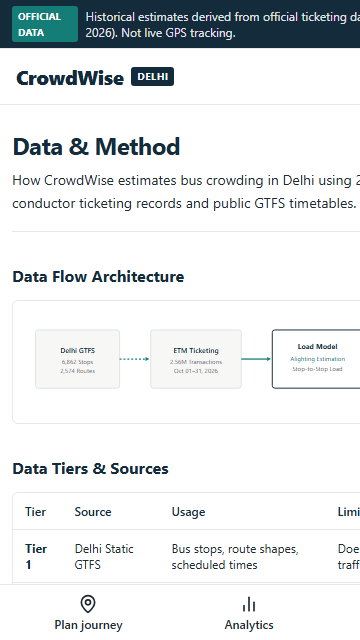 OFFICIAL DATA
Historical estimates derived from official ticketing da
2026). Not live GPS tracking.
CrowdWise DELHI
Data & Method
How CrowdWise estimates bus crowding in Delhi using 2
conductor ticketing records and public GTFS timetables.
Data Flow Architecture
Delhi GTFS
6,862 Stops
2,574 Routes
ETM Ticketing
2.56M Transactions
Oct 01–31, 2026
Load Model
Alighting Estimation
Stop-to-Stop Load
Data Tiers & Sources
Tier Source Usage Limi
Tier 1 Delhi Static GTFS Bus stops, route shapes, scheduled times Doe traff
Plan journey
Analytics